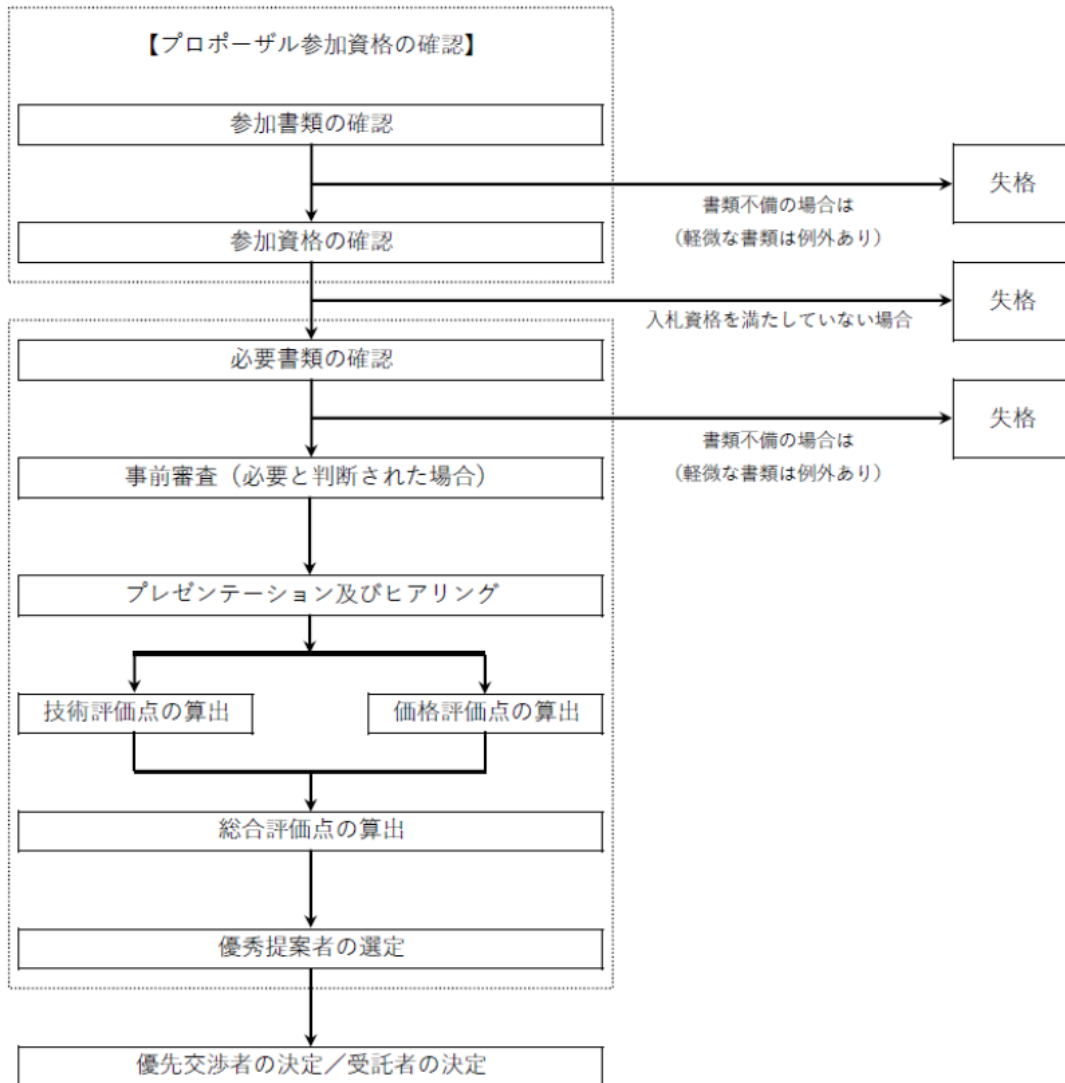 【プロポーザル参加資格の確認】
参加書類の確認
失格
書類不備の場合は
（軽微な書類は例外あり）
参加資格の確認
失格
入札資格を満たしていない場合
必要書類の確認
失格
書類不備の場合は
（軽微な書類は例外あり）
事前審査（必要と判断された場合）
プレゼンテーション及びヒアリング
技術評価点の算出
価格評価点の算出
総合評価点の算出
優秀提案者の選定
優先交渉者の決定／受託者の決定